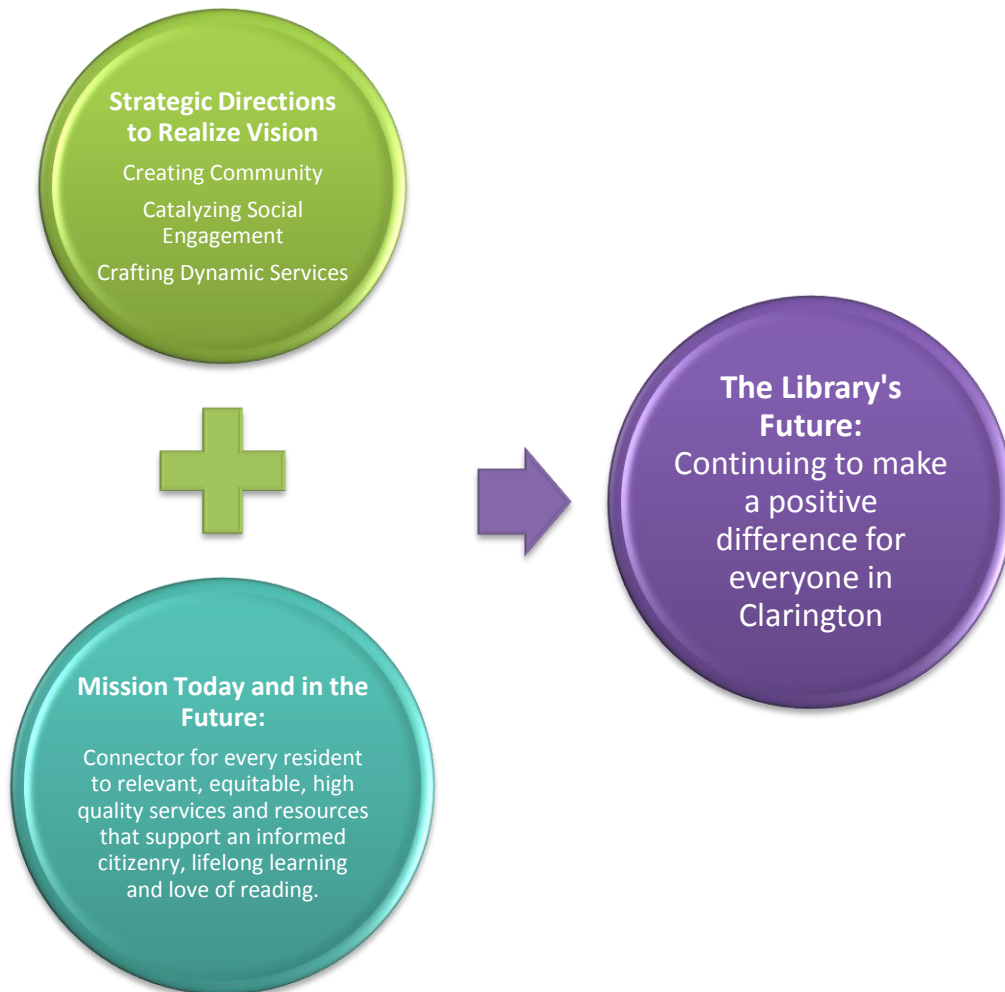 Strategic Directions
to Realize Vision
Creating Community
Catalyzing Social
Engagement
Crafting Dynamic Services
Mission Today and in the
Future:
Connector for every resident
to relevant, equitable, high
quality services and resources
that support an informed
citizenry, lifelong learning
and love of reading.
The Library's
Future:
Continuing to make
a positive
difference for
everyone in
Clarington